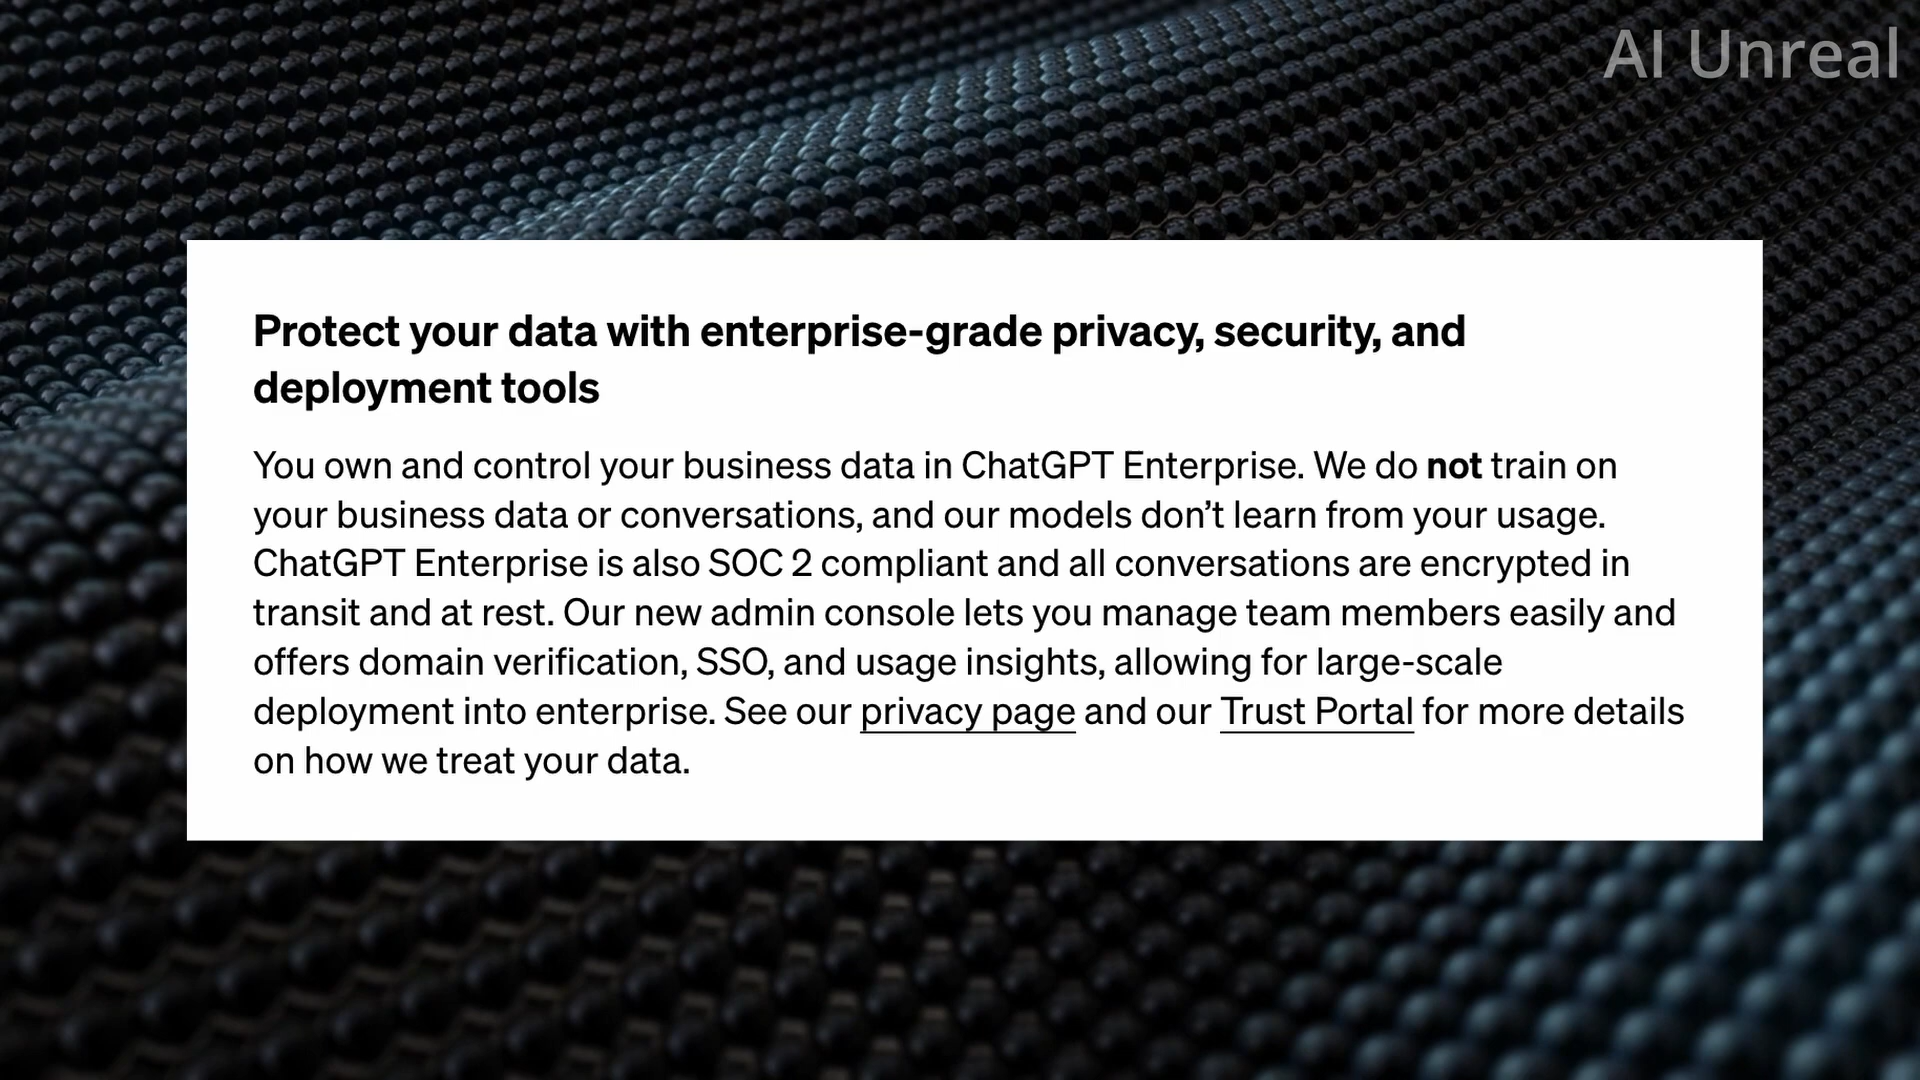 AI Unreal
Protect your data with enterprise-grade privacy, security, and
deployment tools
You own and control your business data in ChatGPT Enterprise. We do not train on
your business data or conversations, and our models don’t learn from your usage.
ChatGPT Enterprise is also SOC 2 compliant and all conversations are encrypted in
transit and at rest. Our new admin console lets you manage team members easily and
offers domain verification, SSO, and usage insights, allowing for large-scale
deployment into enterprise. See our privacy page and our Trust Portal for more details
on how we treat your data.